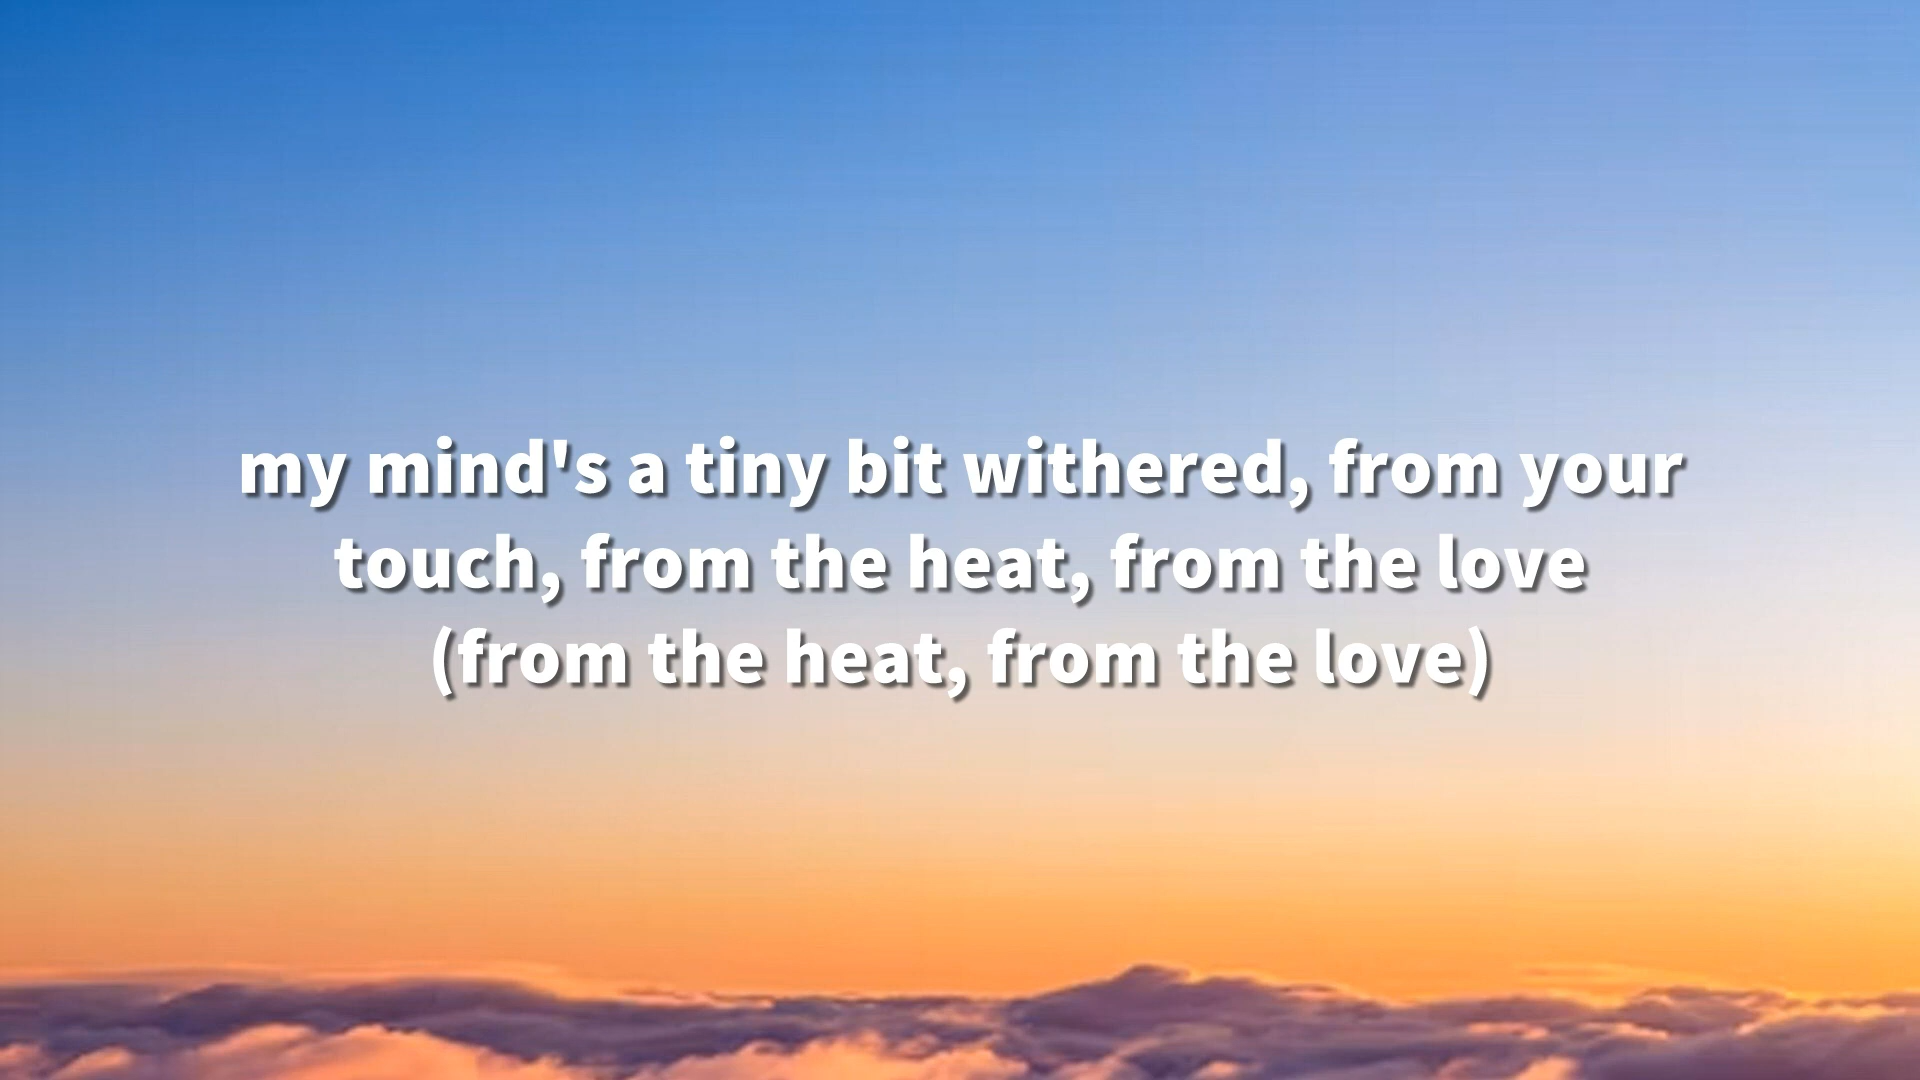 my mind's a tiny bit withered, from your
touch, from the heat, from the love
(from the heat, from the love)